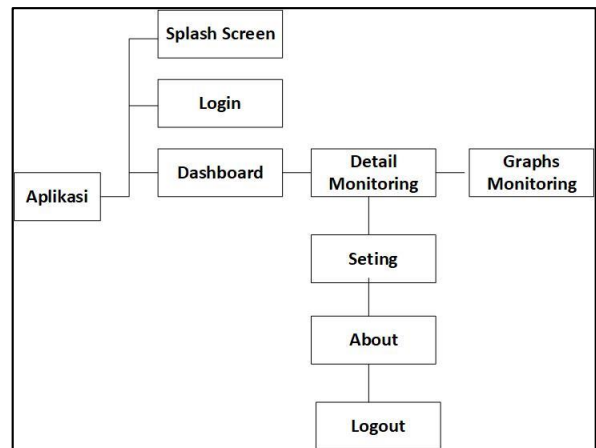 Splash Screen
Login
Dashboard
Aplikasi
Detail
Monitoring
Graphs
Monitoring
Seting
About
Logout